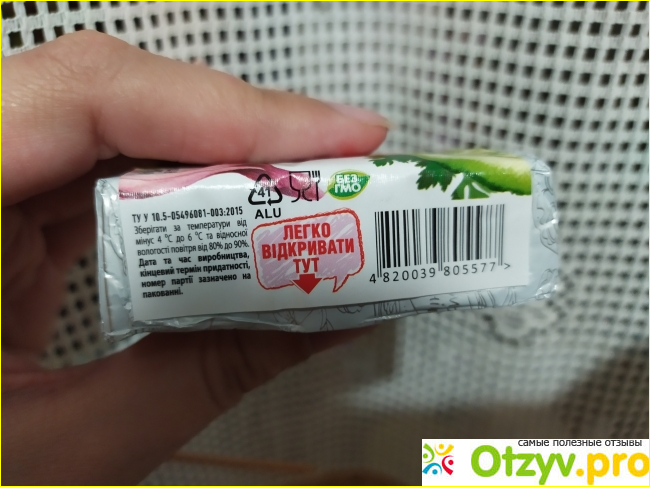 ТУ У 10.5-05496081-003:2015
Зберігати за температури від
мінус 4 °С до 6 °С та відносної
вологості повітря від 80% до 90%.
Дата та час виробництва,
кінцевий термін придатності,
номер партії зазначено на
пакованні.
41
ALU
БЕЗ
ГМО
ЛЕГКО
ВІДКРИВАТИ
ТУТ
4 820039 805577 >
самые полезные отзывы
Otzyv.pro